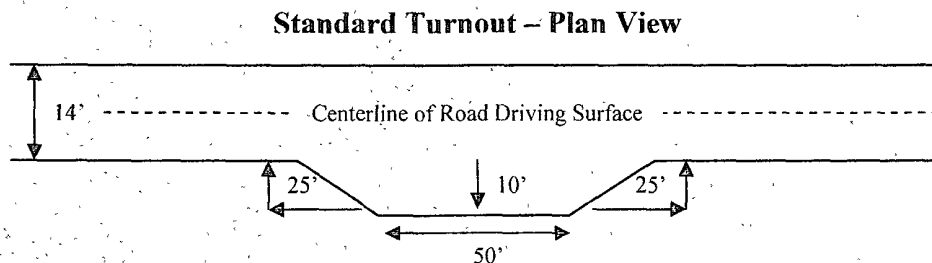 Standard Turnout – Plan View
14’
Centerline of Road Driving Surface
25’
10’
25’
50’